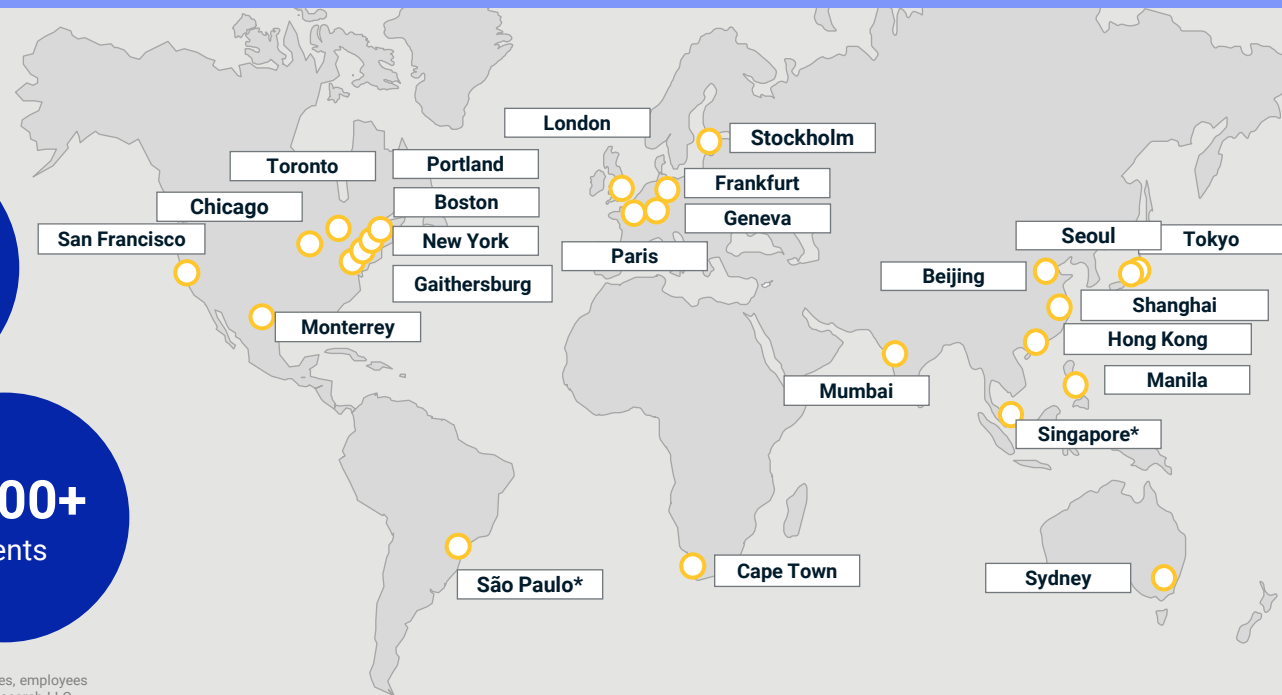 London
Stockholm
Toronto
Portland
Frankfurt
Chicago
Boston
Geneva
San Francisco
New York
Seoul
Tokyo
Paris
Beijing
Gaithersburg
Shanghai
Monterrey
Hong Kong
Mumbai
Manila
Singapore*
00+
ents
São Paulo*
Cape Town
Sydney
es, employees